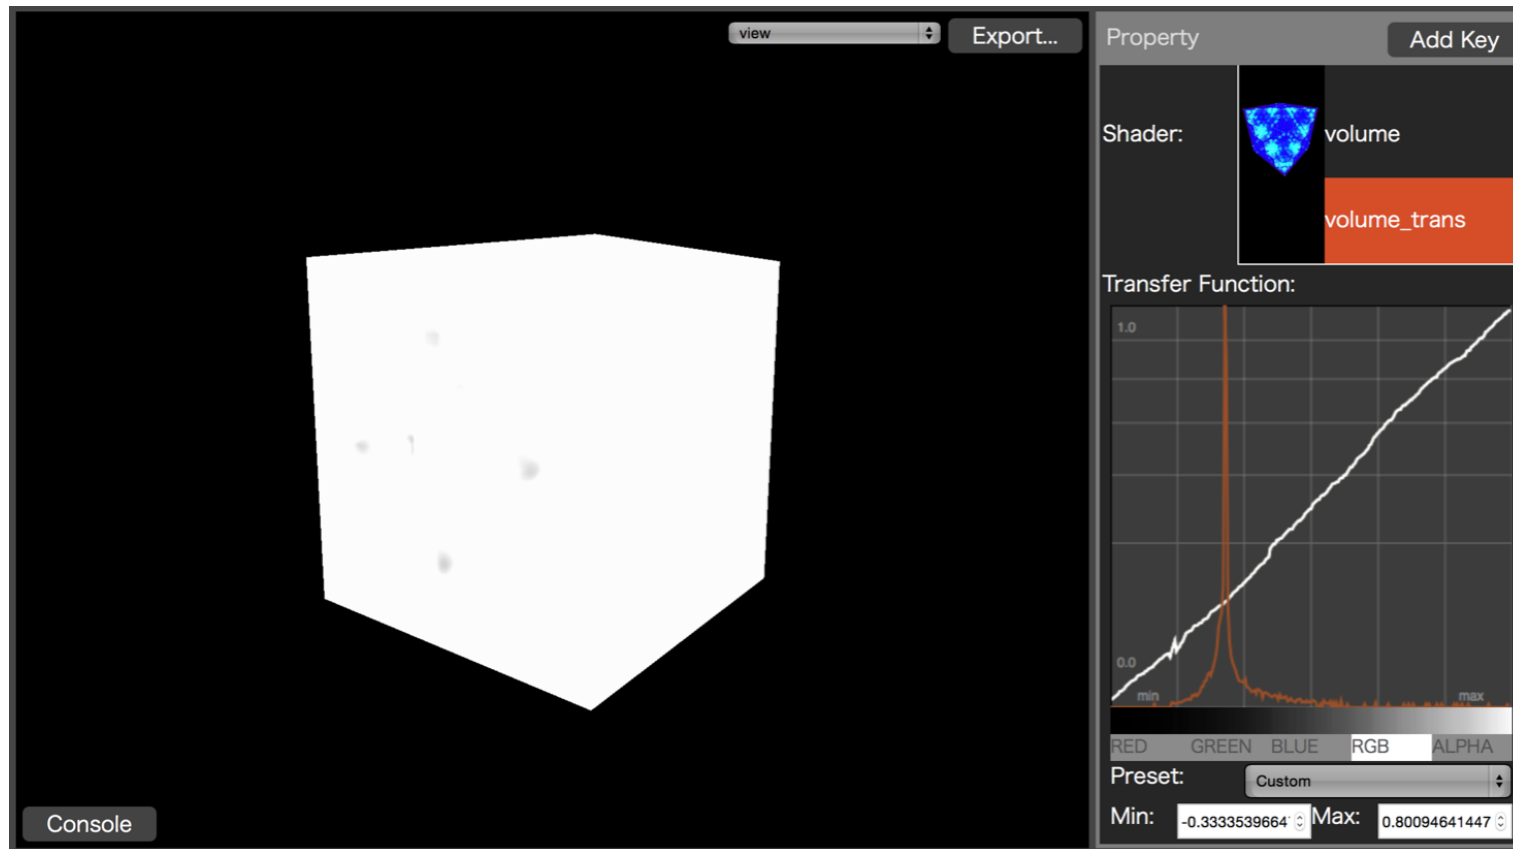 view
Export...
Property
Add Key
Shader:
volume
volume_trans
Transfer Function:
1.0
0.0
min
max
RED GREEN BLUE RGB ALPHA
Preset:
Custom
Min:
-0.3333539664
Max:
0.80094641447
Console